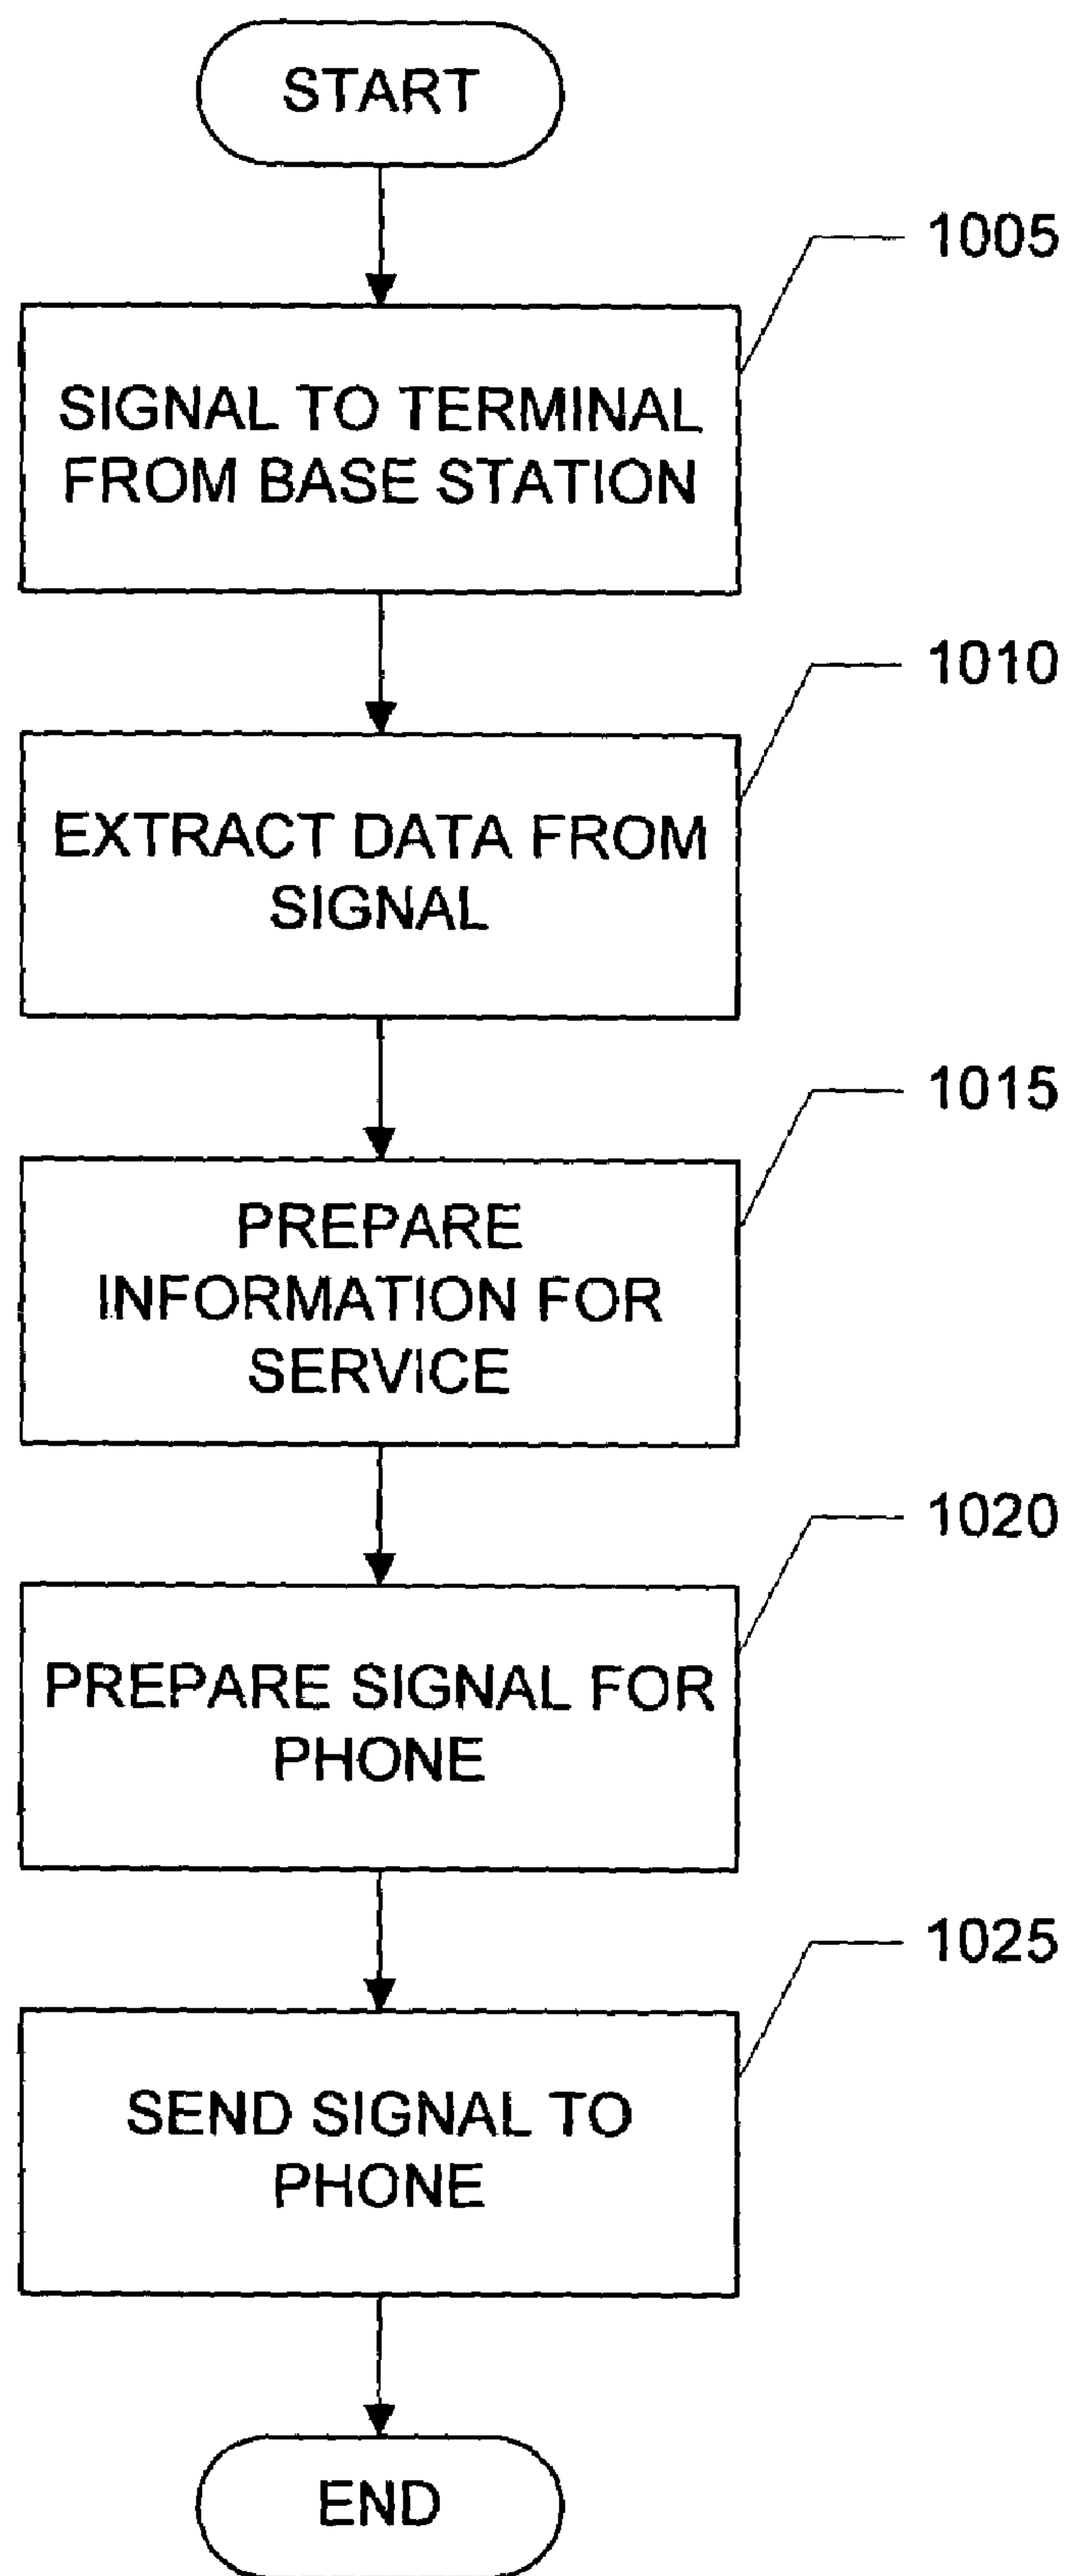 START
1005
SIGNAL TO TERMINAL
FROM BASE STATION
1010
EXTRACT DATA FROM
SIGNAL
1015
PREPARE
INFORMATION FOR
SERVICE
1020
PREPARE SIGNAL FOR
PHONE
1025
SEND SIGNAL TO
PHONE
END